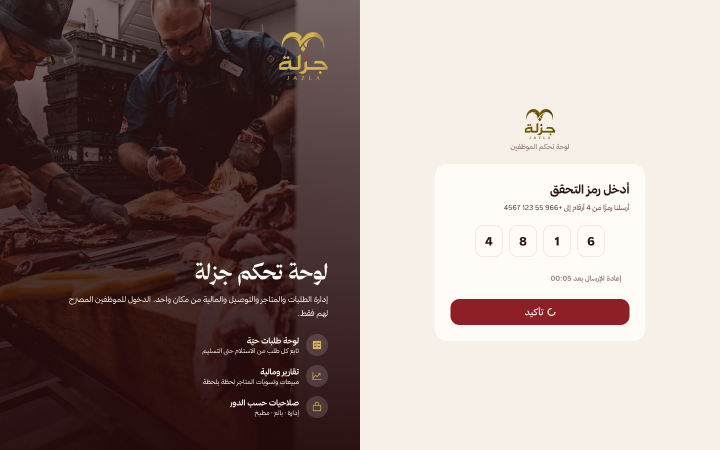 جزلة
JAZLA
لوحة تحكم جزلة
إدارة الطلبات والمتاجر والتوصيل والمالية من مكان واحد. الدخول للموظفين المصرّح
لهم فقط.
لوحة طلبات حيّة
تابع كل طلب من الاستلام حتى التسليم
تقارير ومالية
مبيعات وتسويات المتاجر لحظة بلحظة
صلاحيات حسب الدور
إدارة · بائع · مطبخ
جزلة
JAZLA
لوحة تحكم الموظفين
أدخل رمز التحقق
أرسلنا رمزًا من 4 أرقام إلى +966 55 123 4567
4 8 1 6
إعادة الإرسال بعد 00:05
تأكيد